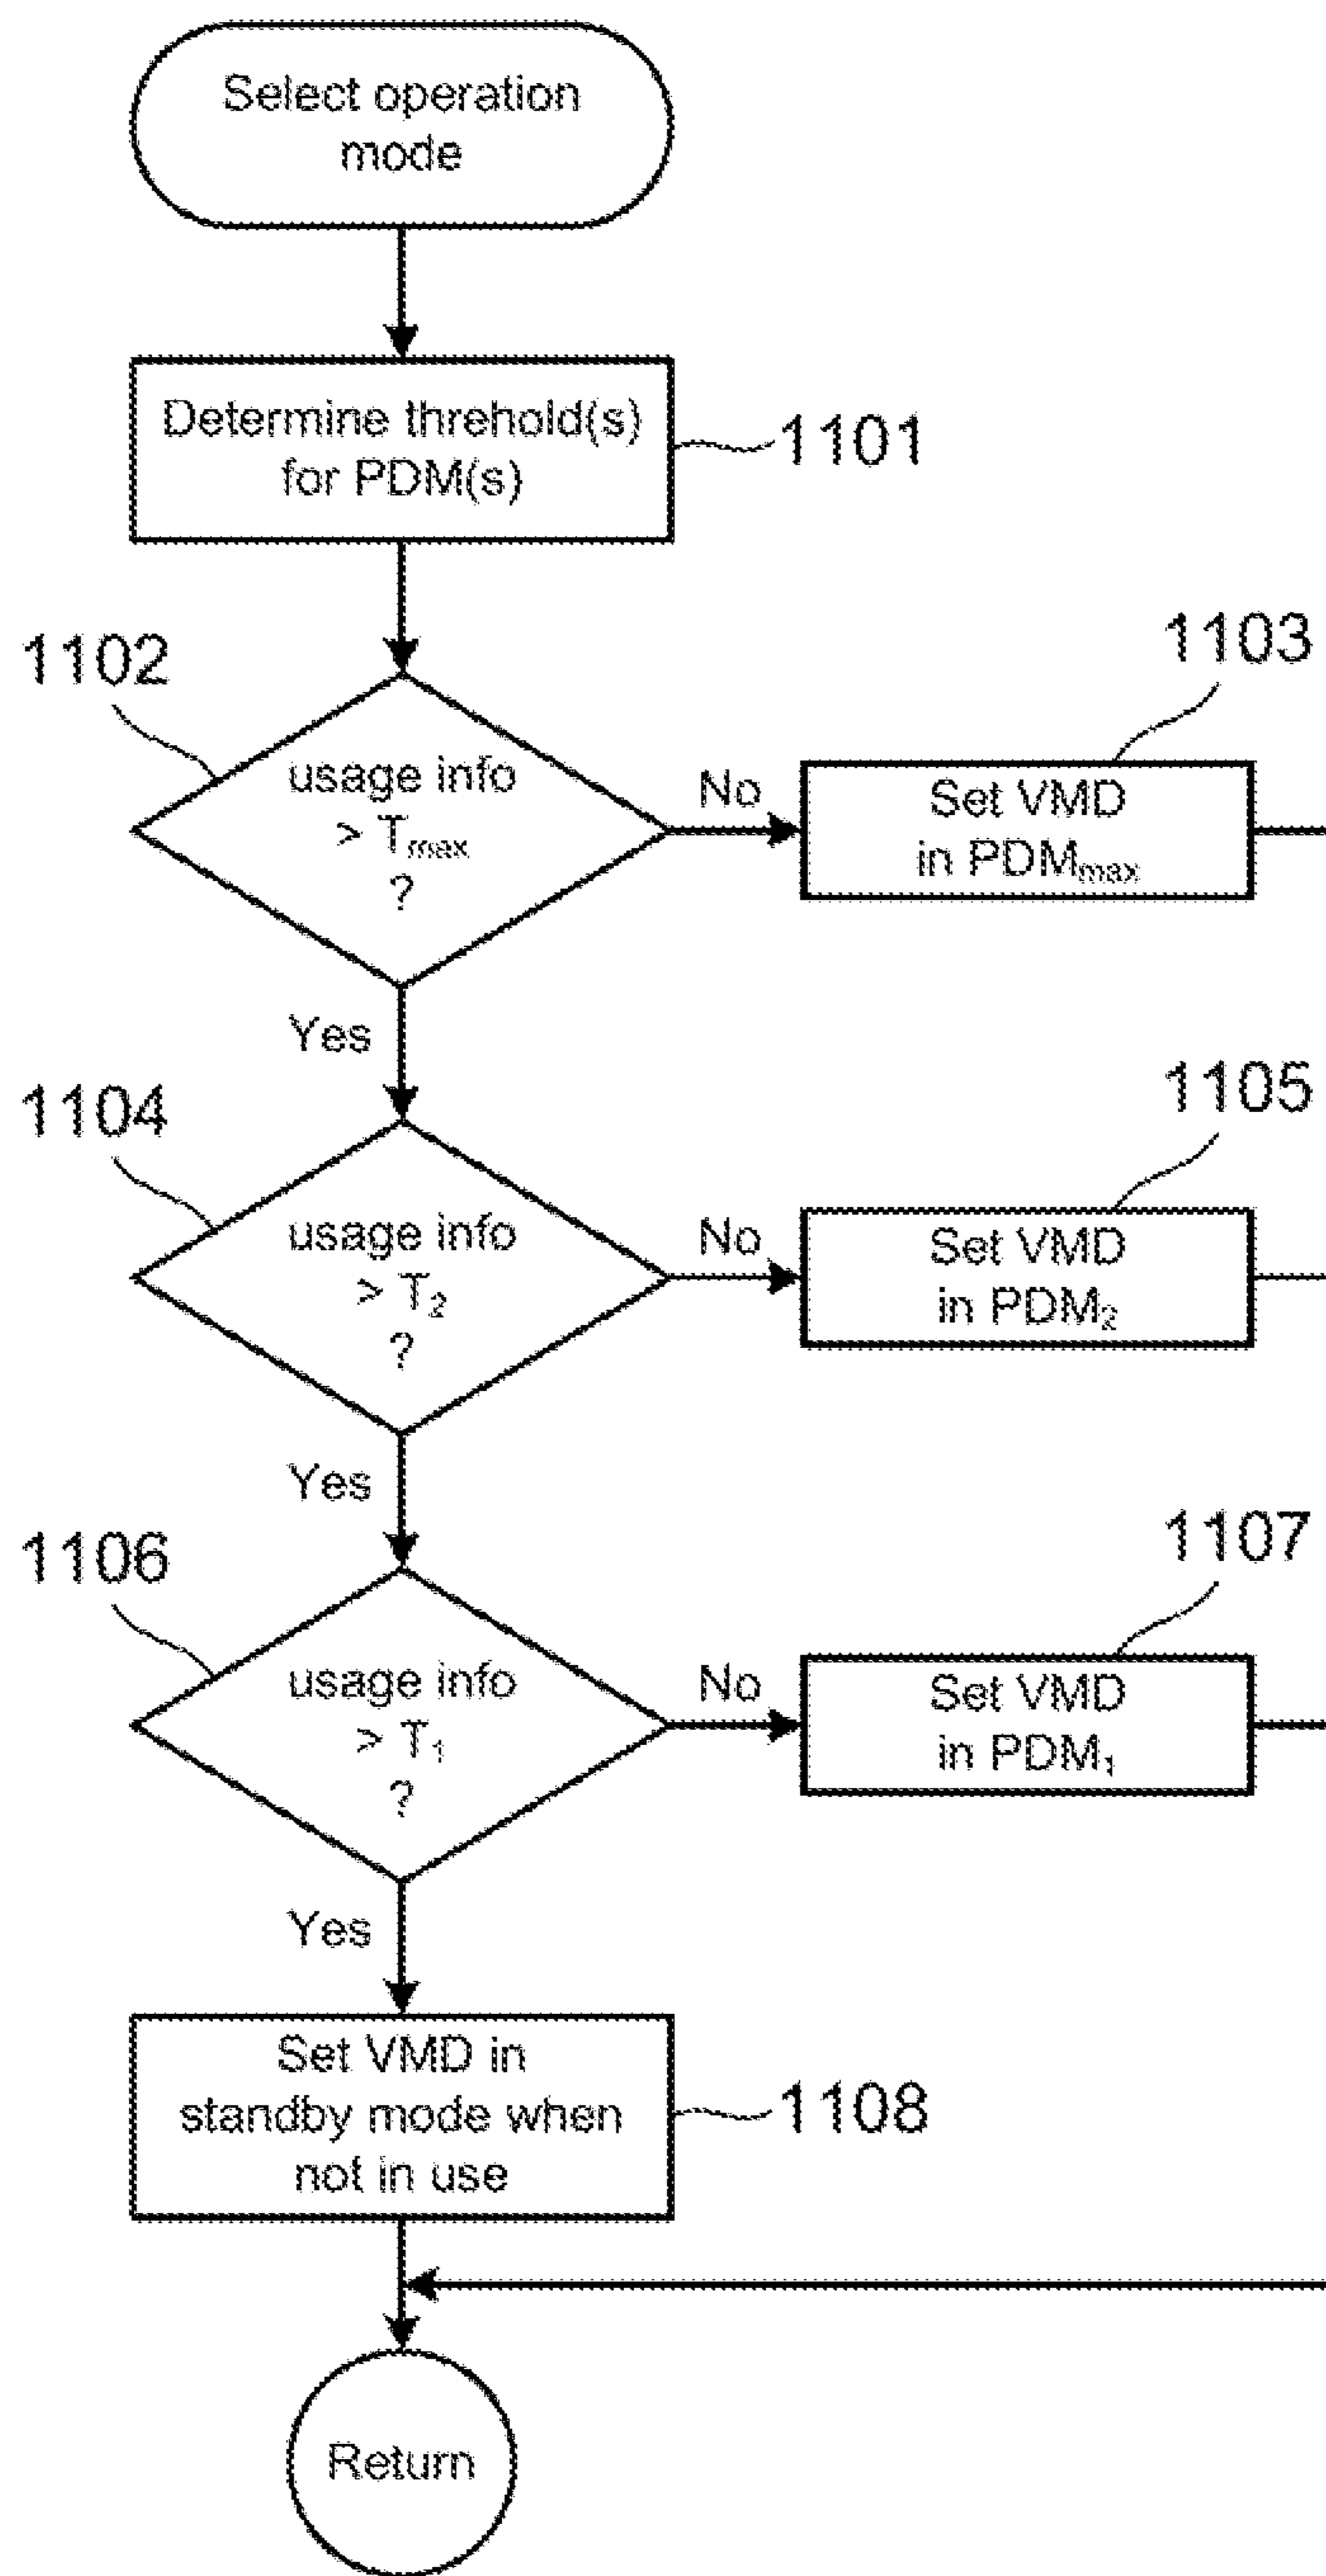 Select operation
mode
Determine threhold(s)
for PDM(s)
1101
1102
usage info
> Tmax
?
No
1103
Set VMD
in PDMmax
Yes
1104
usage info
> T2
?
No
1105
Set VMD
in PDM2
Yes
1106
usage info
> T1
?
No
1107
Set VMD
in PDM1
Yes
Set VMD in
standby mode when
not in use
1108
Return